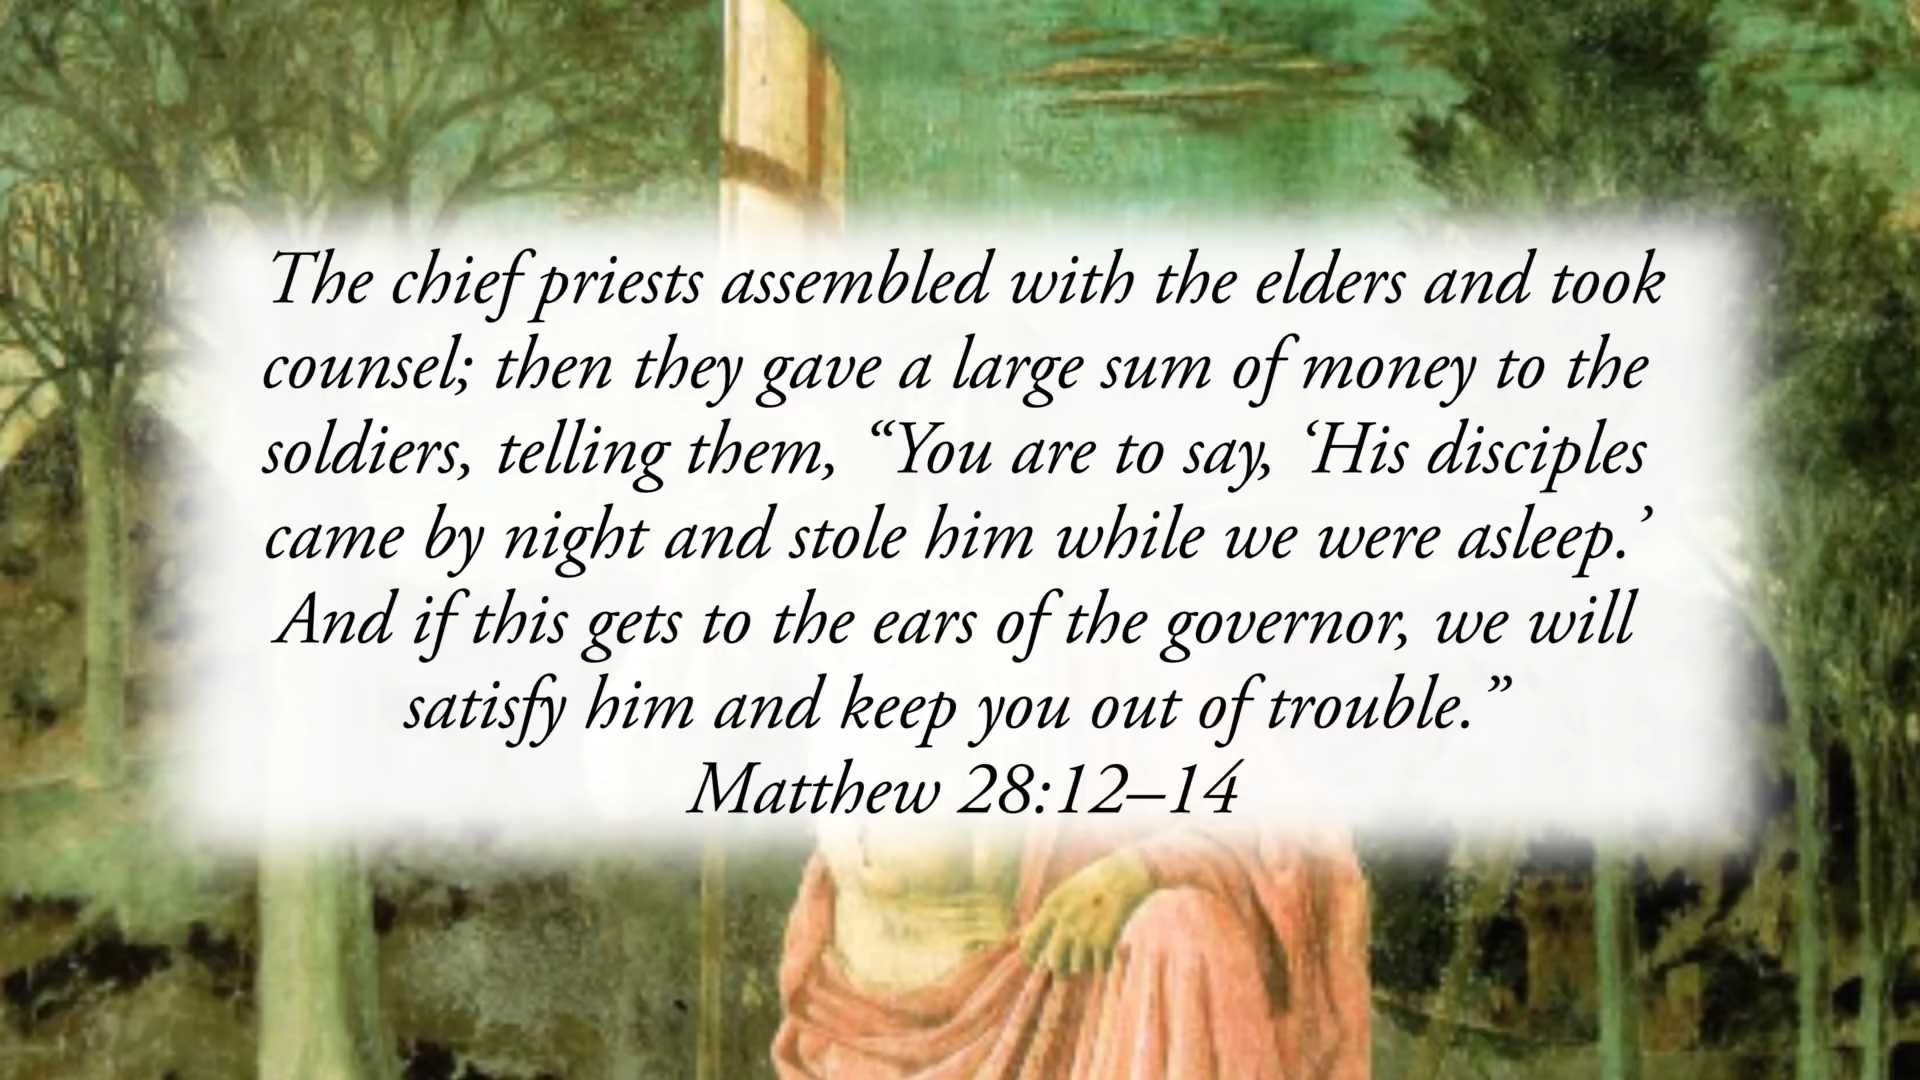 The chief priests assembled with the elders and took
counsel; then they gave a large sum of money to the
soldiers, telling them, “You are to say, ‘His disciples
came by night and stole him while we were asleep.’
And if this gets to the ears of the governor, we will
satisfy him and keep you out of trouble.”
Matthew 28:12–14